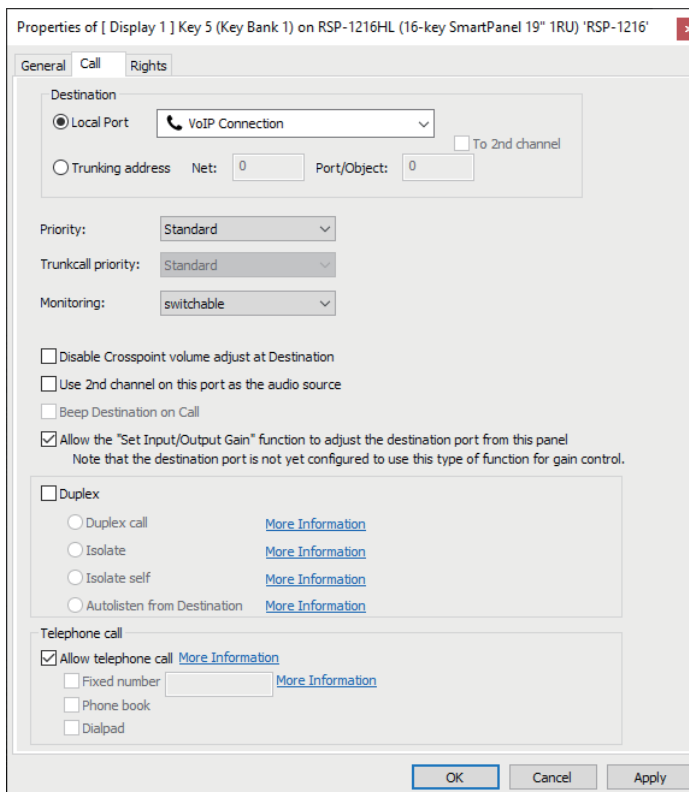 Properties of [ Display 1 ] Key 5 (Key Bank 1) on RSP-1216HL (16-key SmartPanel 19" 1RU) 'RSP-1216'
General Call Rights
Destination
Local Port VoIP Connection
To 2nd channel
Trunking address Net: 0 Port/Object: 0
Priority: Standard
Trunkcall priority: Standard
Monitoring: switchable
Disable Crosspoint volume adjust at Destination
Use 2nd channel on this port as the audio source
Beep Destination on Call
Allow the "Set Input/Output Gain" function to adjust the destination port from this panel
Note that the destination port is not yet configured to use this type of function for gain control.
Duplex
Duplex call More Information
Isolate More Information
Isolate self More Information
Autolisten from Destination More Information
Telephone call
Allow telephone call More Information
Fixed number More Information
Phone book
Dialpad
OK Cancel Apply